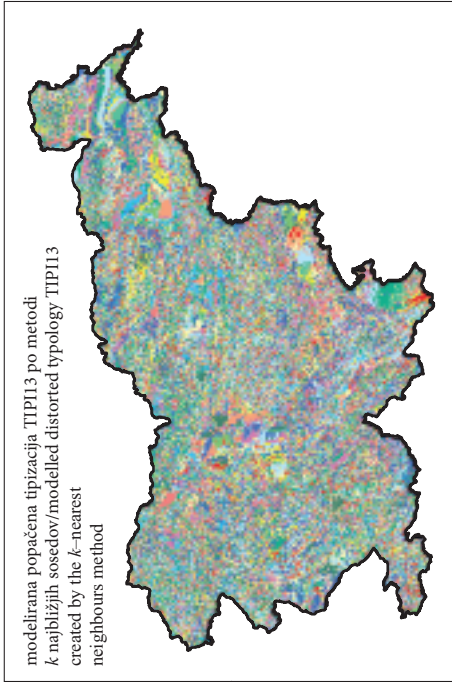 modelirana popačena tipizacija TIPI13 po metodi
k najbližjih sosedov/modelled distorted typology TIPI13
created by the k–nearest
neighbours method